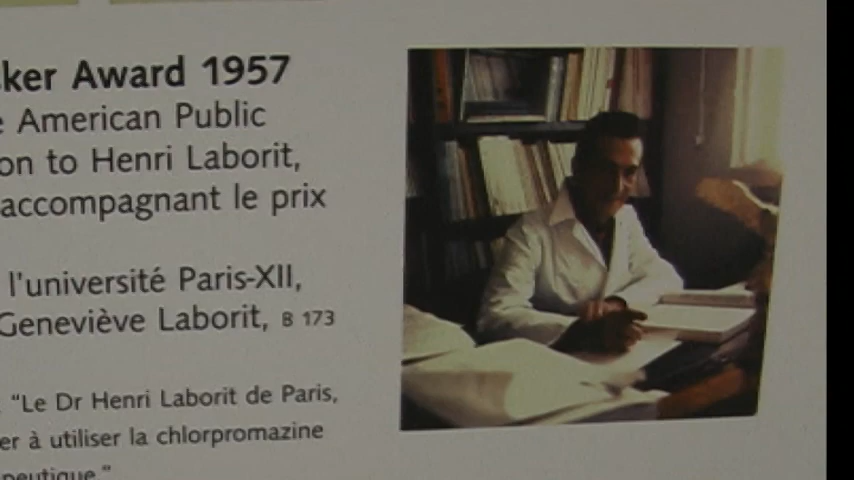 ker Award 1957
e American Public
on to Henri Laborit,
accompagnant le prix
l'université Paris-XII,
Geneviève Laborit, B 173
"Le Dr Henri Laborit de Paris,
er à utiliser la chlorpromazine
peutique."